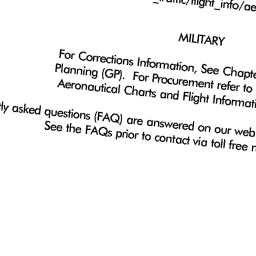 _traffic/flight_info/ae
MILITARY
For Corrections Information, See Chapte
Planning (GP). For Procurement refer to
Aeronautical Charts and Flight Informati
ly asked questions (FAQ) are answered on our web
See the FAQs prior to contact via toll free